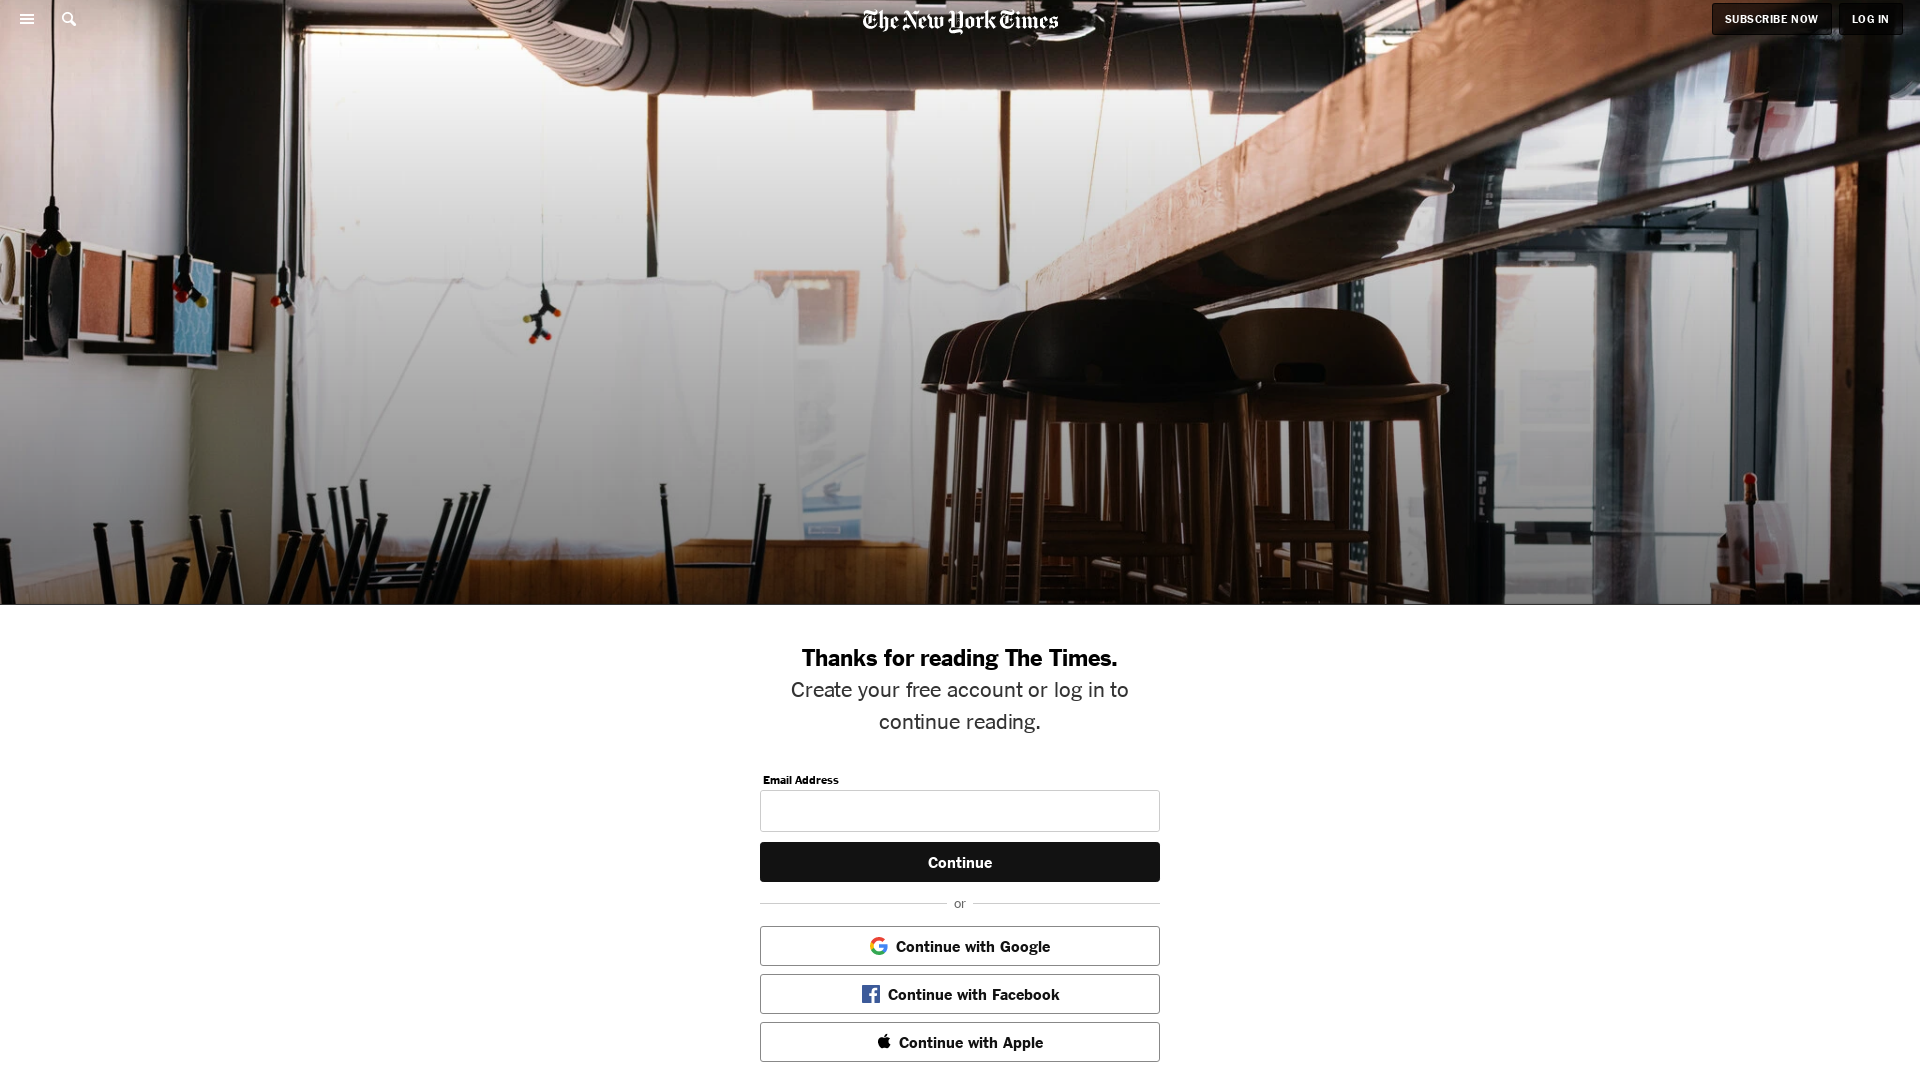 The New York Times
SUBSCRIBE NOW
LOG IN
PULL
Thanks for reading The Times.
Create your free account or log in to
continue reading.
Email Address
Continue
or
Continue with Google
Continue with Facebook
Continue with Apple